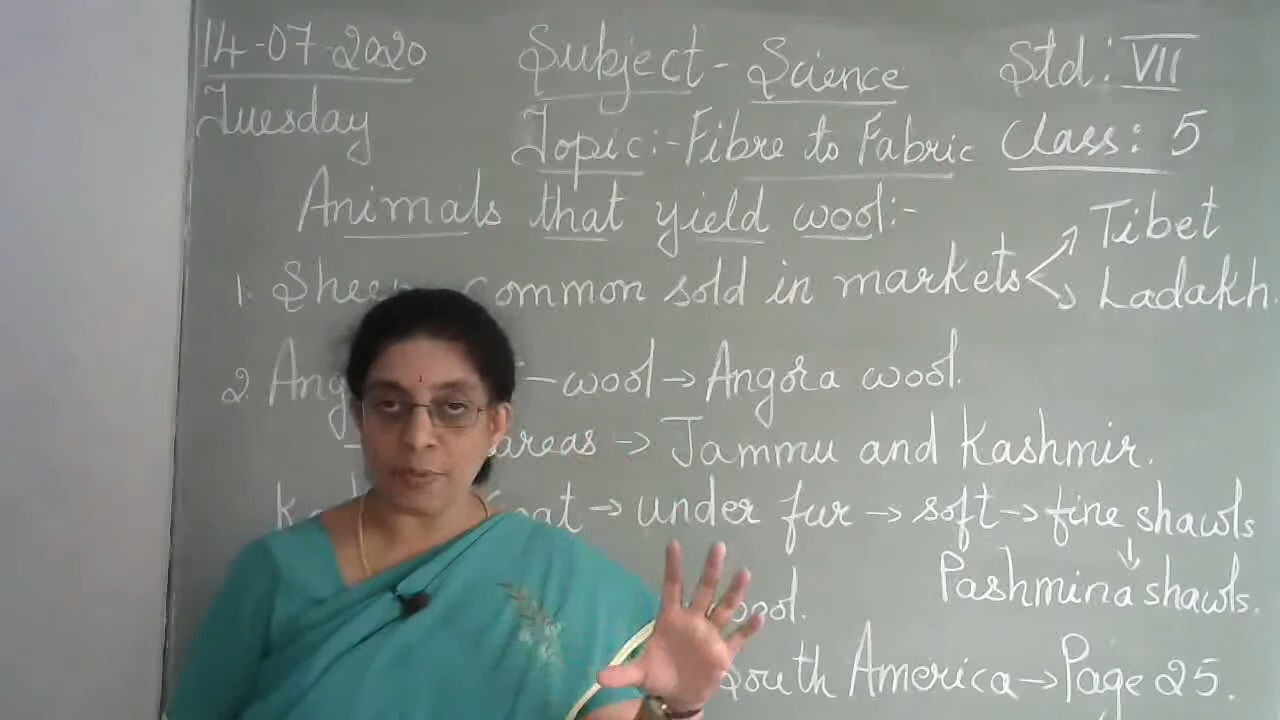 14-07-2020 Subject - Science Std: VII
Tuesday Topic:- Fibre to Fabric Class: 5
Animals that yield wool:-
1. Sheep common sold in markets Tibet
Ladakh.
2. - wool → Angora wool.
areas → Jammu and Kashmir.
→ under fur → soft → fine shawls
↓
Pashmina shawls.
South America → Page 25.